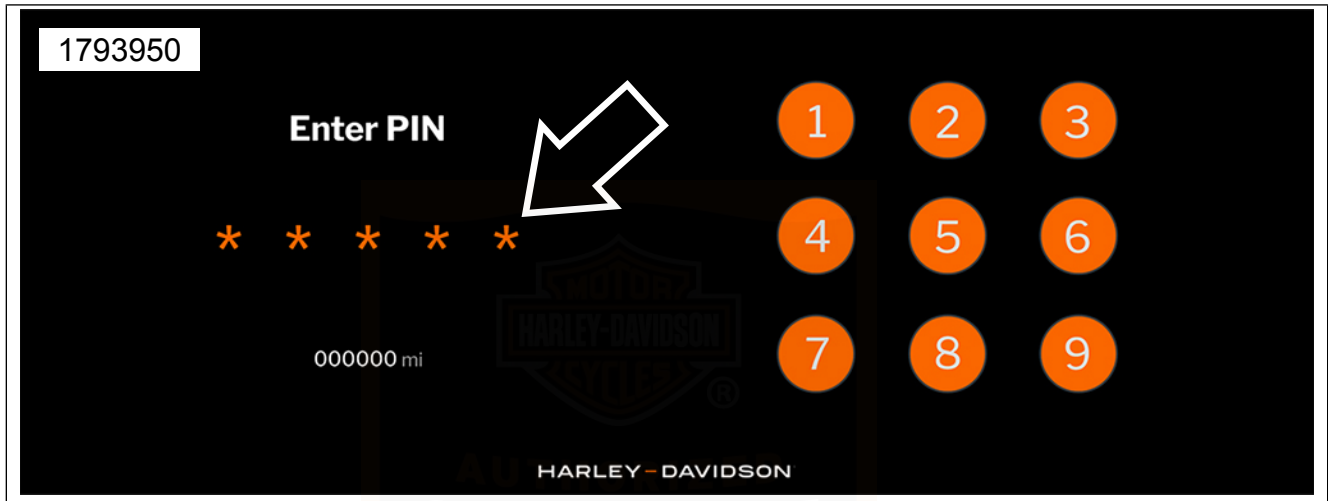 1793950
Enter PIN
1 2 3
* * * * *
4 5 6
MOTOR
HARLEY-DAVIDSON
CYCLES
®
000000 mi
7 8 9
HARLEY-DAVIDSON